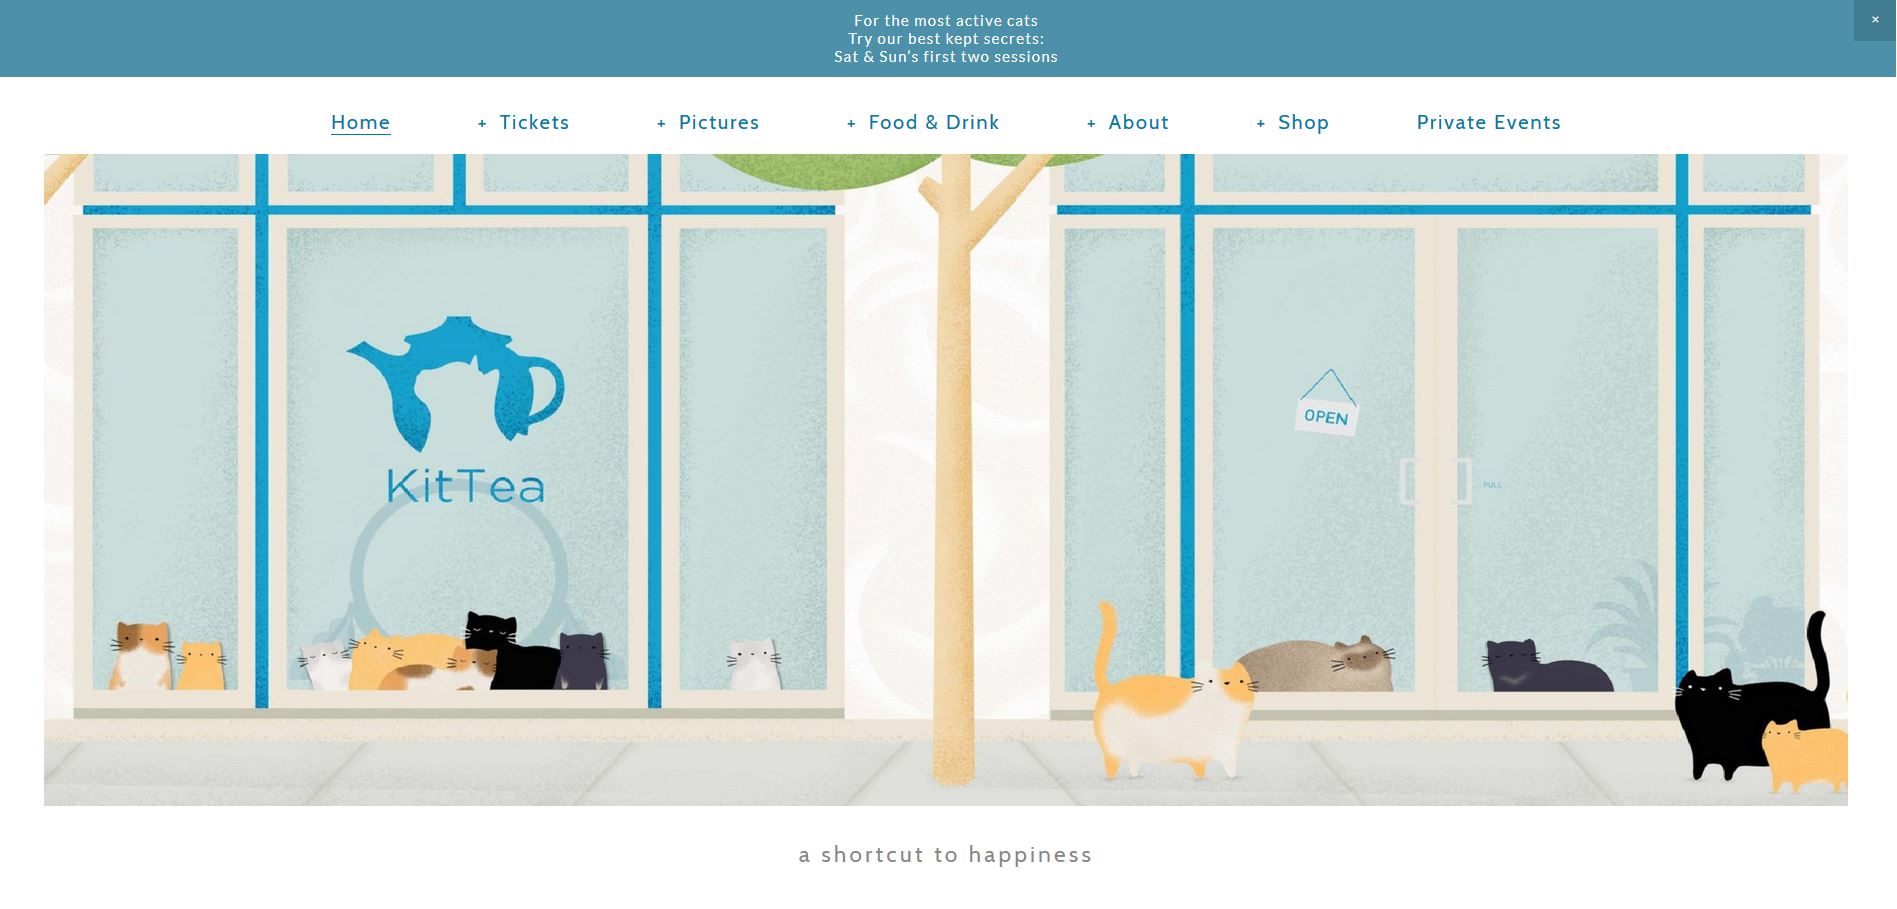 For the most active cats
Try our best kept secrets:
Sat & Sun's first two sessions
×
Home + Tickets + Pictures + Food & Drink + About + Shop Private Events
OPEN
KitTea
PULL
a shortcut to happiness